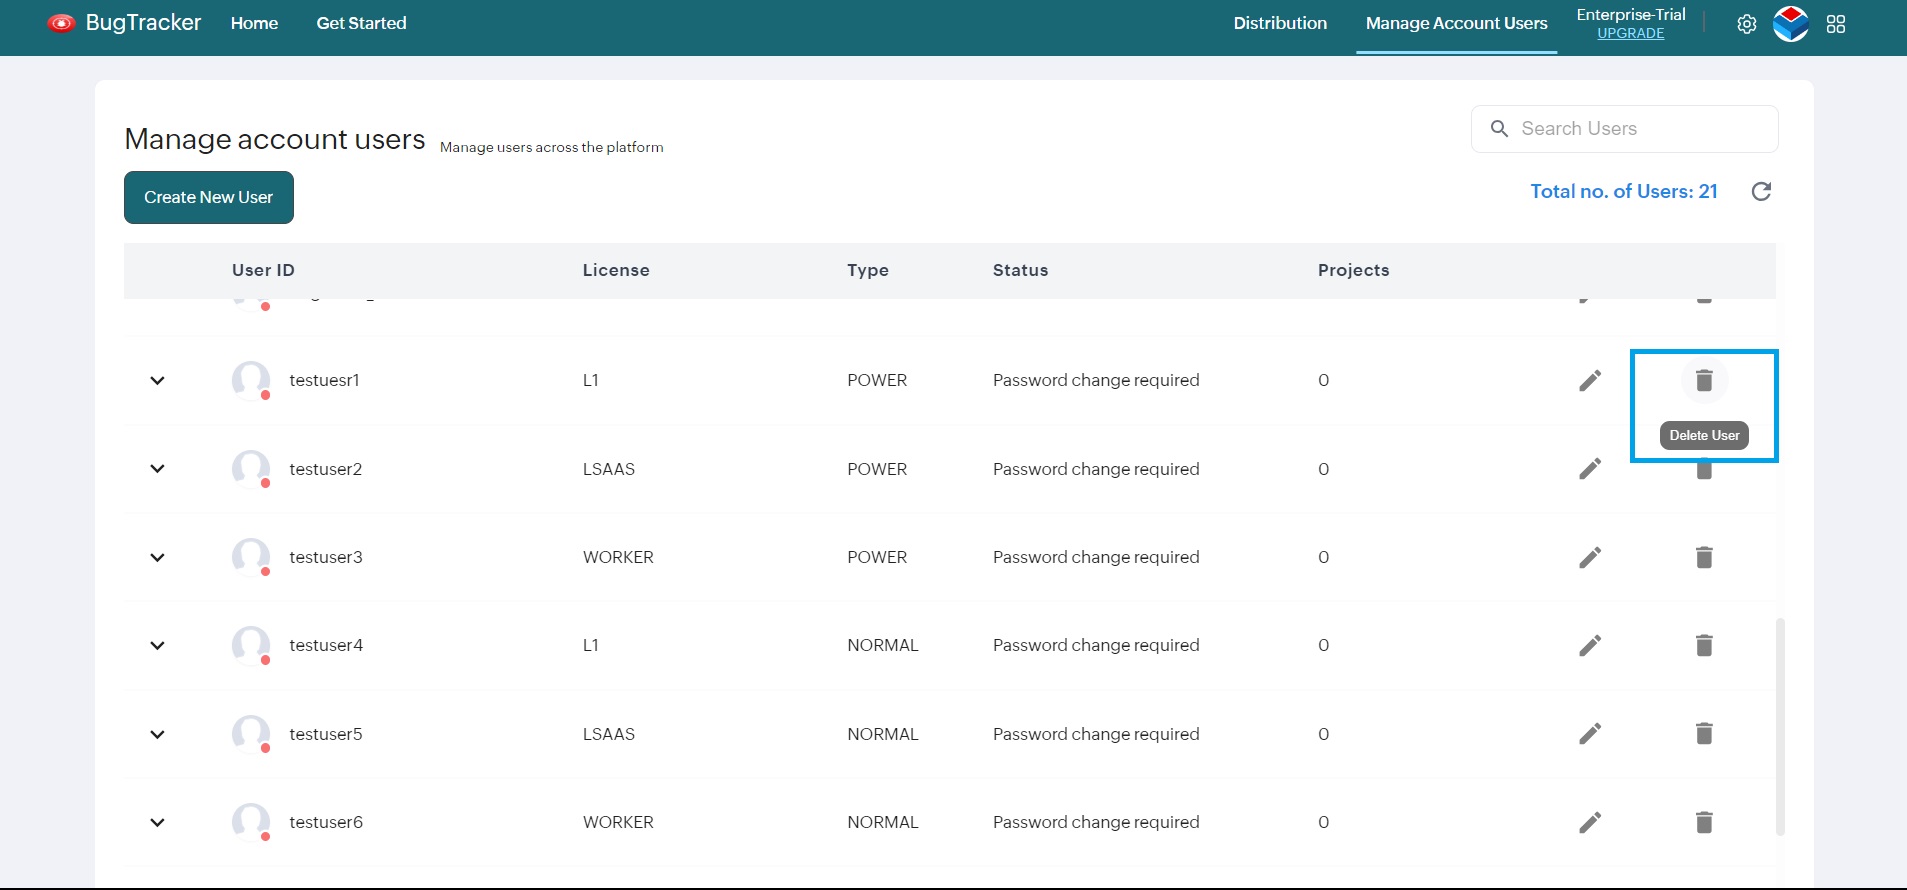 BugTracker Home Get Started Distribution Manage Account Users Enterprise-Trial
UPGRADE
Manage account users Manage users across the platform
Search Users
Create New User
Total no. of Users: 21
User ID License Type Status Projects
testuesr1 L1 POWER Password change required 0
Delete User
testuser2 LSAAS POWER Password change required 0
testuser3 WORKER POWER Password change required 0
testuser4 L1 NORMAL Password change required 0
testuser5 LSAAS NORMAL Password change required 0
testuser6 WORKER NORMAL Password change required 0